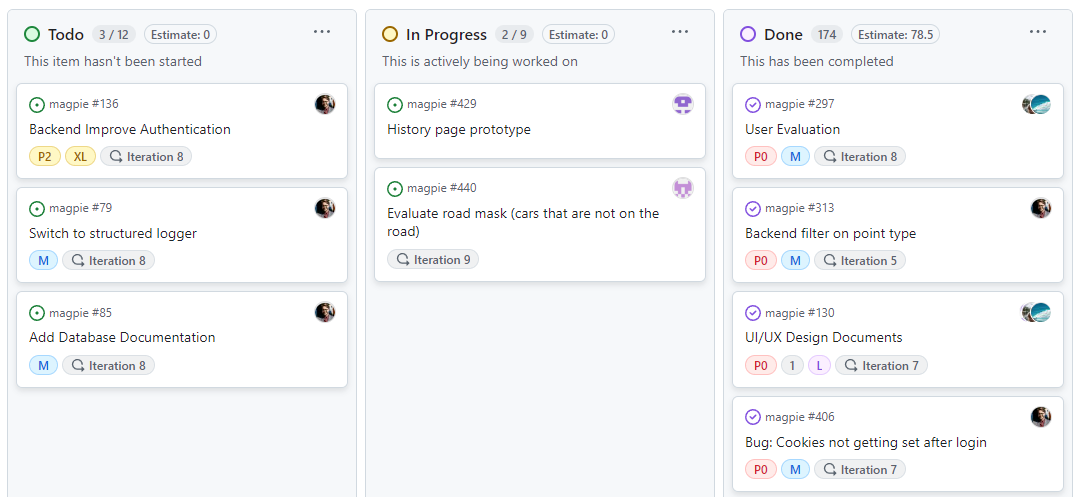 Todo 3 / 12 Estimate: 0 ...
This item hasn't been started
magpie #136
Backend Improve Authentication
P2 XL Iteration 8
magpie #79
Switch to structured logger
M Iteration 8
magpie #85
Add Database Documentation
M Iteration 8
In Progress 2 / 9 Estimate: 0 ...
This is actively being worked on
magpie #429
History page prototype
magpie #440
Evaluate road mask (cars that are not on the
road)
Iteration 9
Done 174 Estimate: 78.5 ...
This has been completed
magpie #297
User Evaluation
P0 M Iteration 8
magpie #313
Backend filter on point type
P0 M Iteration 5
magpie #130
UI/UX Design Documents
P0 1 L Iteration 7
magpie #406
Bug: Cookies not getting set after login
P0 M Iteration 7